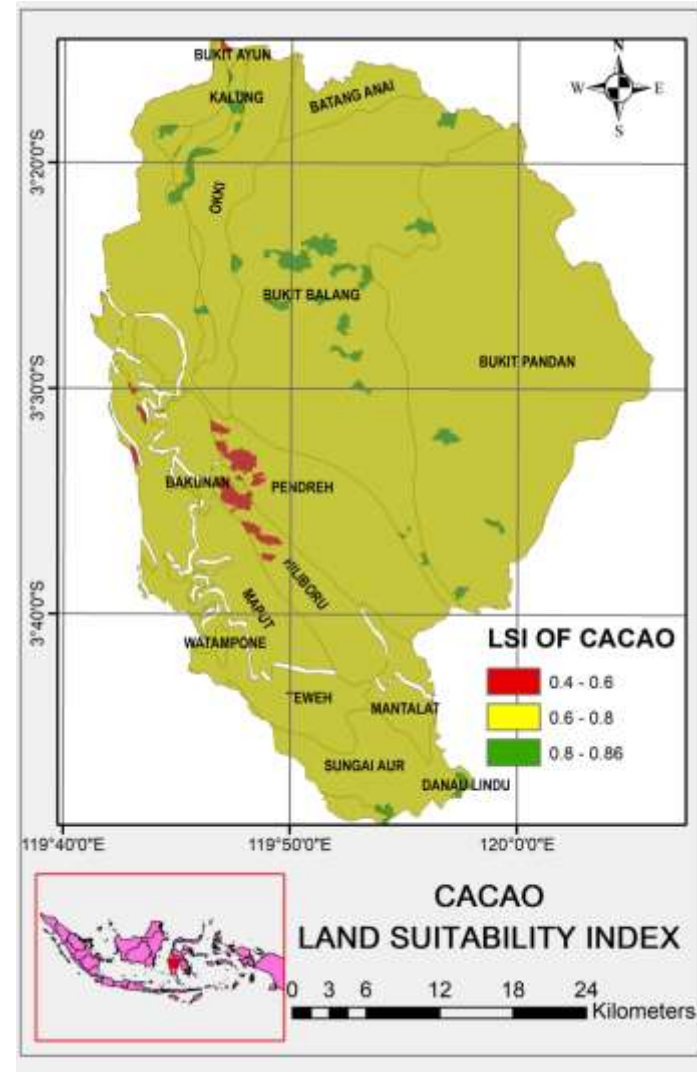 BUKIT AYUN
N
KALUNG
BATANG ANAI
W
E
S
3°20'0"S
OKKI
BUKIT BALANG
BUKIT PANDAN
3°30'0"S
BAKUNAN
PENDREH
HILIBORU
MAPUT
3°40'0"S
WATAMPONE
LSI OF CACAO
0.4 - 0.6
TEWEH
MANTALAT
0.6 - 0.8
SUNGAI AUR
0.8 - 0.86
DANAU LINDU
119°40'0"E
119°50'0"E
120°0'0"E
CACAO
LAND SUITABILITY INDEX
0 3 6 12 18 24
Kilometers